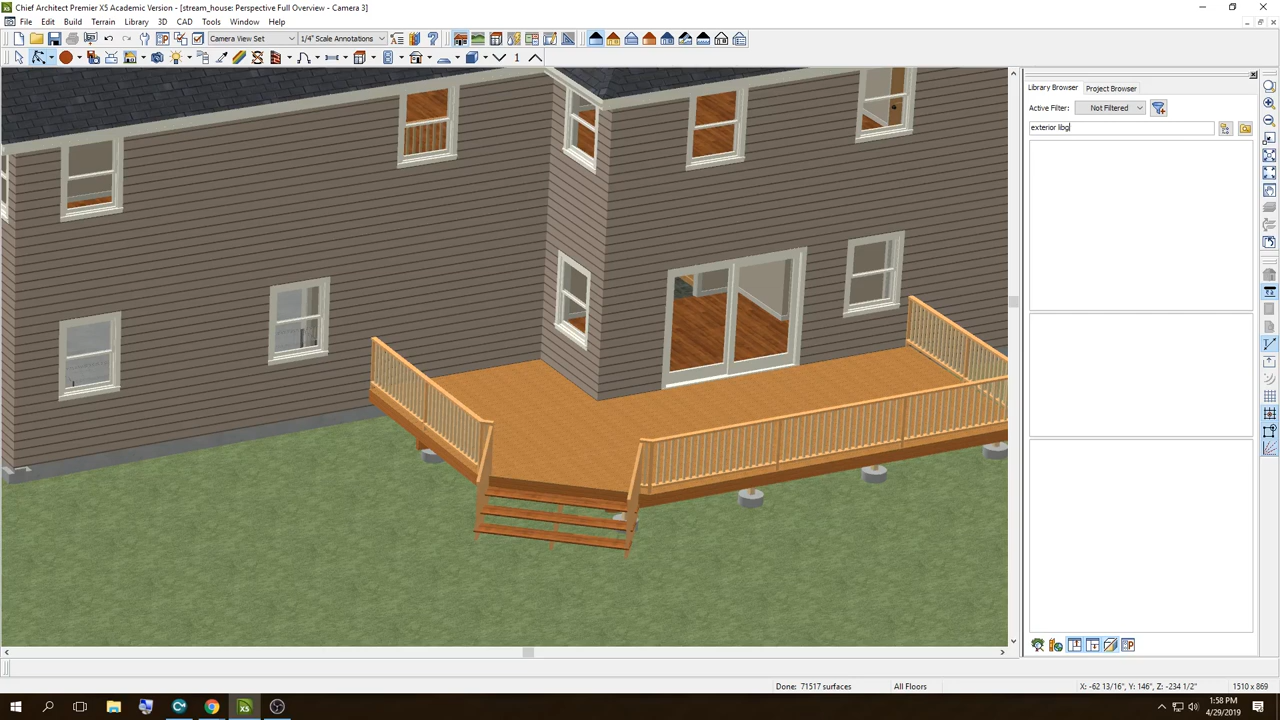 Chief Architect Premier X5 Academic Version - [stream_house: Perspective Full Overview - Camera 3]
File Edit Build Terrain Library 3D CAD Tools Window Help
Camera View Set 1/4" Scale Annotations
1
Library Browser Project Browser
Active Filter: Not Filtered
exterior libg
Done: 71517 surfaces All Floors X: -62 13/16", Y: 146", Z: -234 1/2" 1510 x 869
1:58 PM
4/29/2019